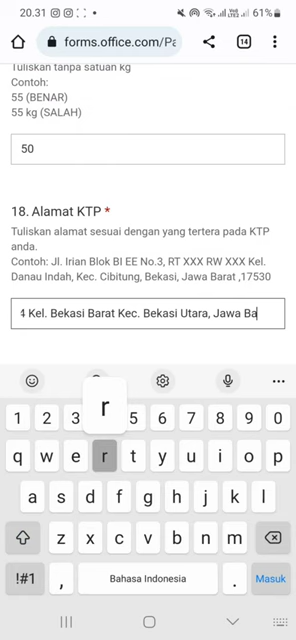 20.31
61%
forms.office.com/Pa
14
Tuliskan tanpa satuan kg
Contoh:
55 (BENAR)
55 kg (SALAH)
50
18. Alamat KTP *
Tuliskan alamat sesuai dengan yang tertera pada KTP
anda.
Contoh: Jl. Irian Blok BI EE No.3, RT XXX RW XXX Kel.
Danau Indah, Kec. Cibitung, Bekasi, Jawa Barat ,17530
4 Kel. Bekasi Barat Kec. Bekasi Utara, Jawa Ba
r
1 2 3 5 6 7 8 9 0
q w e r t y u i o p
a s d f g h j k l
z x c v b n m
!#1 , Bahasa Indonesia . Masuk